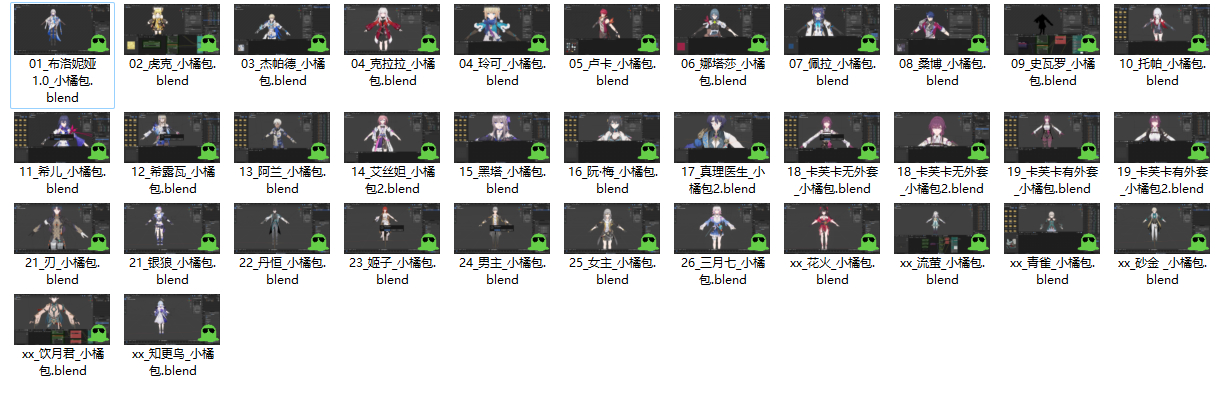 01_布洛妮娅
1.0_小橘包.
blend
02_虎克_小橘
包.blend
03_杰帕德_小橘
包.blend
04_克拉拉_小橘
包.blend
04_玲可_小橘
包.blend
05_卢卡_小橘
包.blend
06_娜塔莎_小橘
包.blend
07_佩拉_小橘
包.blend
08_桑博_小橘
包.blend
09_史瓦罗_小橘
包.blend
10_托帕_小橘
包.blend
11_希儿_小橘
包.blend
12_希露瓦_小橘
包.blend
13_阿兰_小橘
包.blend
14_艾丝妲_小橘
包2.blend
15_黑塔_小橘
包.blend
16_阮·梅_小橘
包.blend
17_真理医生_小
橘包2.blend
18_卡芙卡无外套
_小橘包.blend
18_卡芙卡无外套
_小橘包2.blend
19_卡芙卡有外套
_小橘包.blend
19_卡芙卡有外套
_小橘包2.blend
21_刃_小橘包.
blend
21_银狼_小橘包.
blend
22_丹恒_小橘包.
blend
23_姬子_小橘包.
blend
24_男主_小橘包.
blend
25_女主_小橘包.
blend
26_三月七_小橘
包.blend
xx_花火_小橘包.
blend
xx_流萤_小橘包.
blend
xx_青雀_小橘包.
blend
xx_砂金 _小橘包.
blend
xx_饮月君_小橘
包.blend
xx_知更鸟_小橘
包.blend